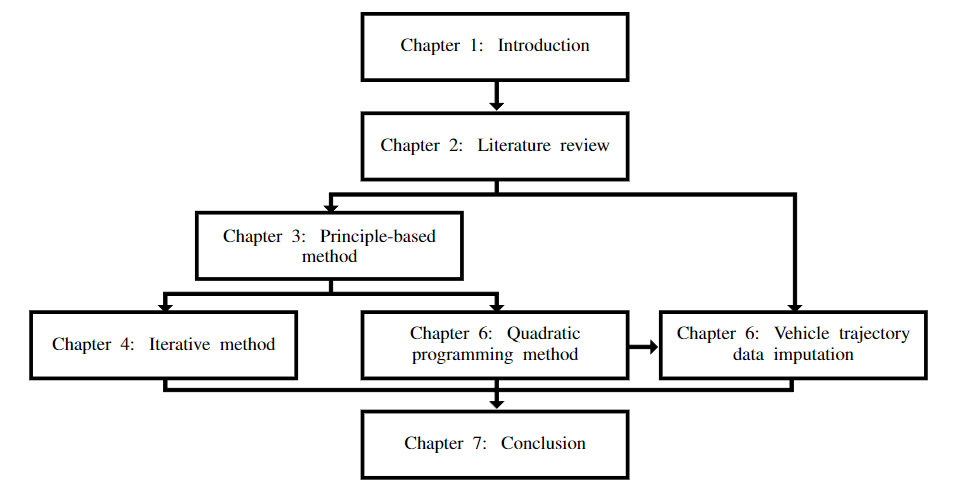 Chapter 1: Introduction
Chapter 2: Literature review
Chapter 3: Principle-based
method
Chapter 4: Iterative method
Chapter 6: Quadratic
programming method
Chapter 6: Vehicle trajectory
data imputation
Chapter 7: Conclusion